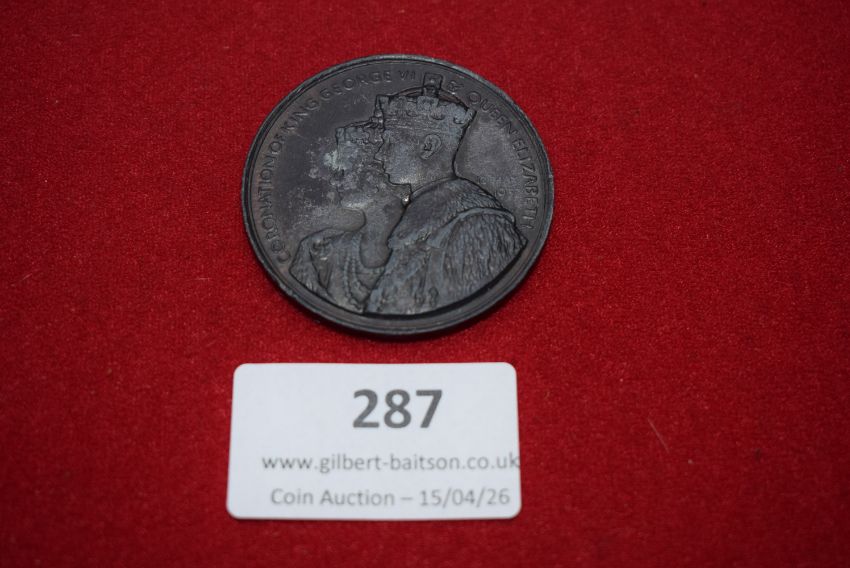 CORONATION OF KING GEORGE VI & QUEEN ELIZABETH
287
www.gilbert-baitson.co.uk
Coin Auction – 15/04/26